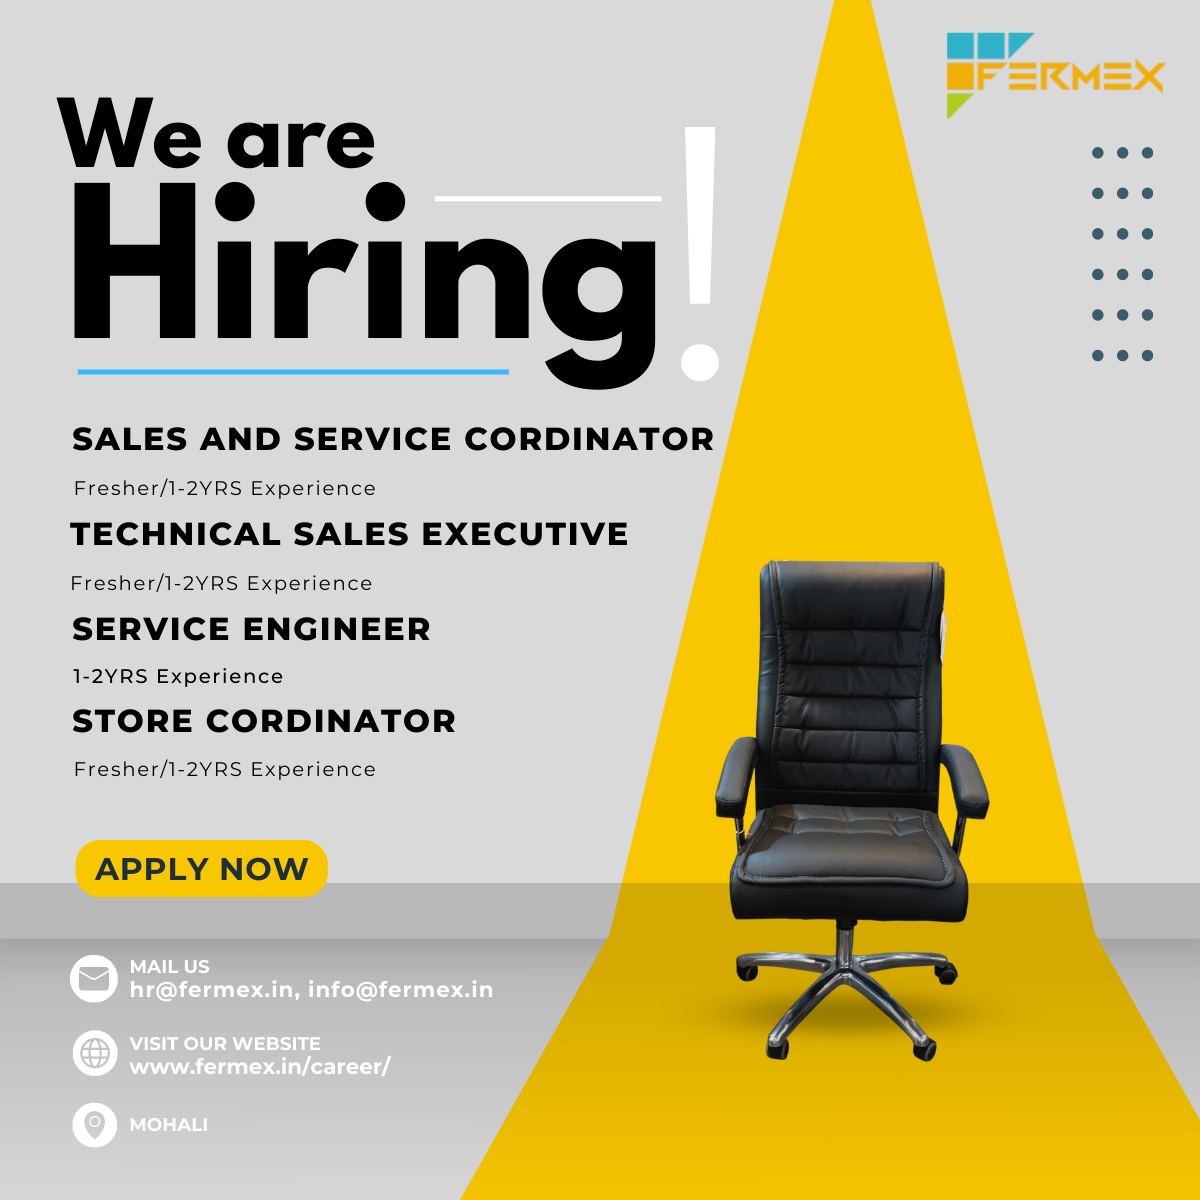 FERMEX
We are
Hiring!
SALES AND SERVICE CORDINATOR
Fresher/1-2YRS Experience
TECHNICAL SALES EXECUTIVE
Fresher/1-2YRS Experience
SERVICE ENGINEER
1-2YRS Experience
STORE CORDINATOR
Fresher/1-2YRS Experience
APPLY NOW
MAIL US
hr@fermex.in, info@fermex.in
VISIT OUR WEBSITE
www.fermex.in/career/
MOHALI